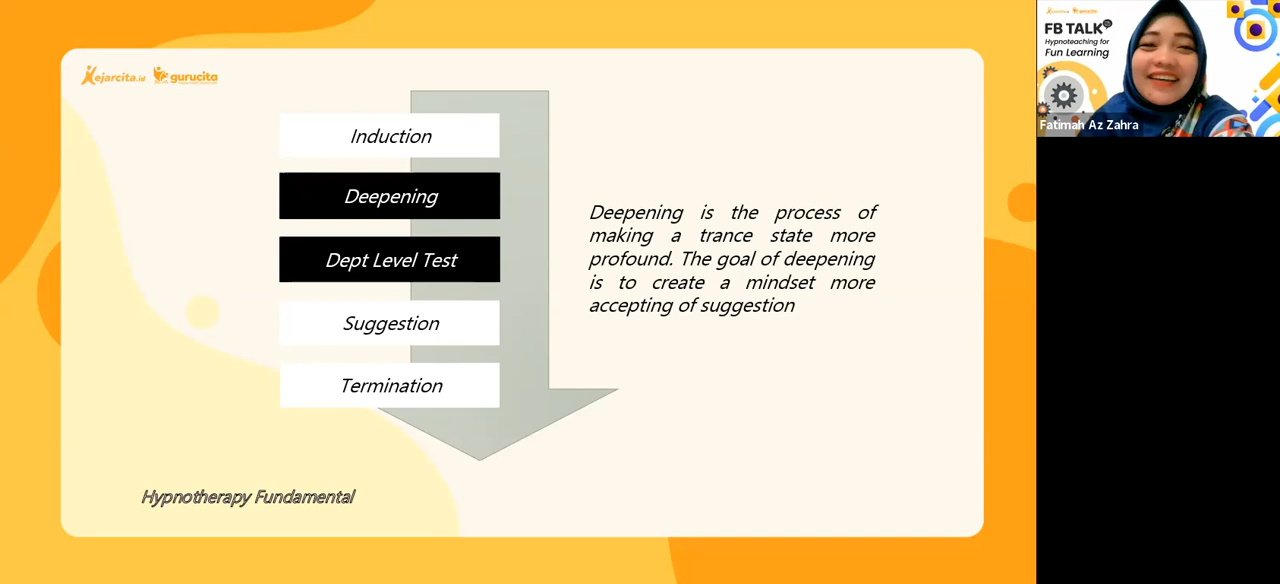 kejarcita.id gurucita
Induction
Deepening
Dept Level Test
Suggestion
Termination
Deepening is the process of
making a trance state more
profound. The goal of deepening
is to create a mindset more
accepting of suggestion
Hypnotherapy Fundamental
FB TALK
Hypnoteaching for
Fun Learning
Fatimah Az Zahra